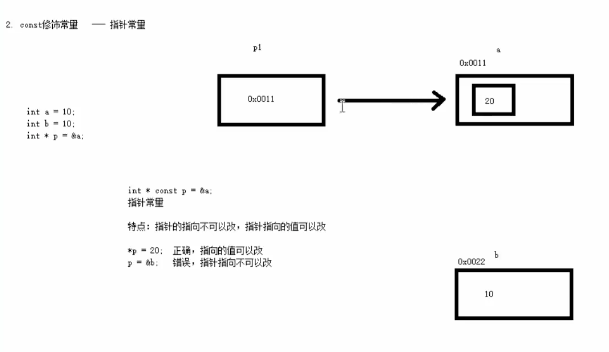 2. const修饰常量 —— 指针常量
p1
a
0x0011
0x0011
20
int a = 10;
int b = 10;
int * p = &a;
int * const p = &a;
指针常量
特点：指针的指向不可以改，指针指向的值可以改
*p = 20; 正确，指向的值可以改
p = &b; 错误，指针指向不可以改
b
0x0022
10